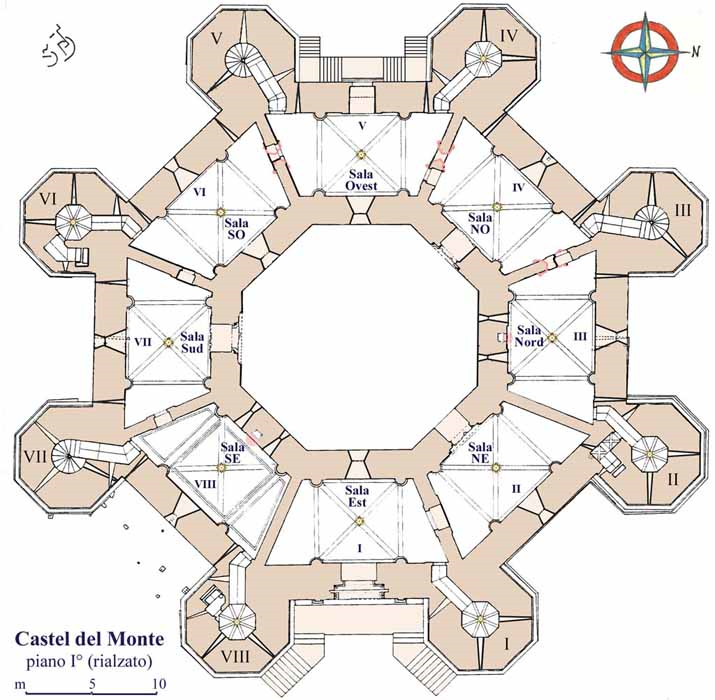 V
IV
N
V
Sala
Ovest
VI
VI
Sala
SO
IV
Sala
NO
III
VII
Sala
Sud
Sala
Nord
III
VII
Sala
SE
VIII
Sala
NE
II
II
Sala
Est
I
VIII
I
Castel del Monte
piano I° (rialzato)
m 5 10